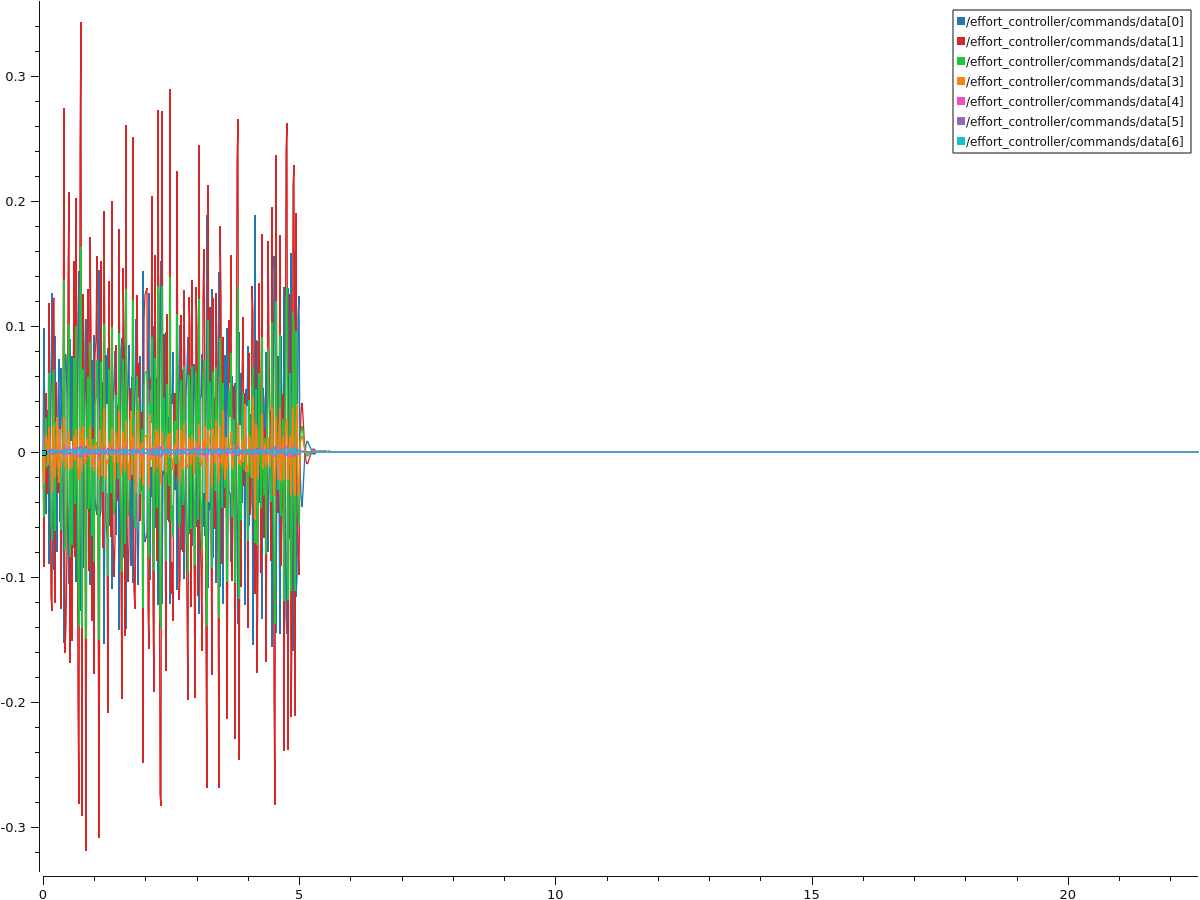 /effort_controller/commands/data[0]
/effort_controller/commands/data[1]
/effort_controller/commands/data[2]
/effort_controller/commands/data[3]
/effort_controller/commands/data[4]
/effort_controller/commands/data[5]
/effort_controller/commands/data[6]
0.3
0.2
0.1
0
-0.1
-0.2
-0.3
0 5 10 15 20